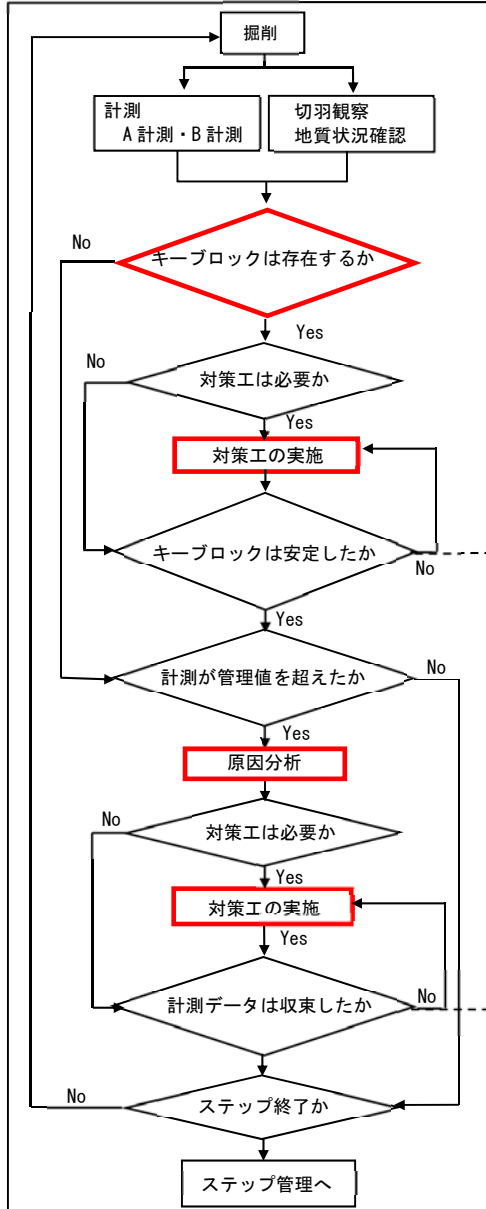 掘削
計測
A計測・B計測
切羽観察
地質状況確認
No
キーブロックは存在するか
Yes
No
対策工は必要か
Yes
対策工の実施
キーブロックは安定したか
No
Yes
計測が管理値を超えたか
No
Yes
原因分析
No
対策工は必要か
Yes
対策工の実施
Yes
計測データは収束したか
No
No
ステップ終了か
ステップ管理へ